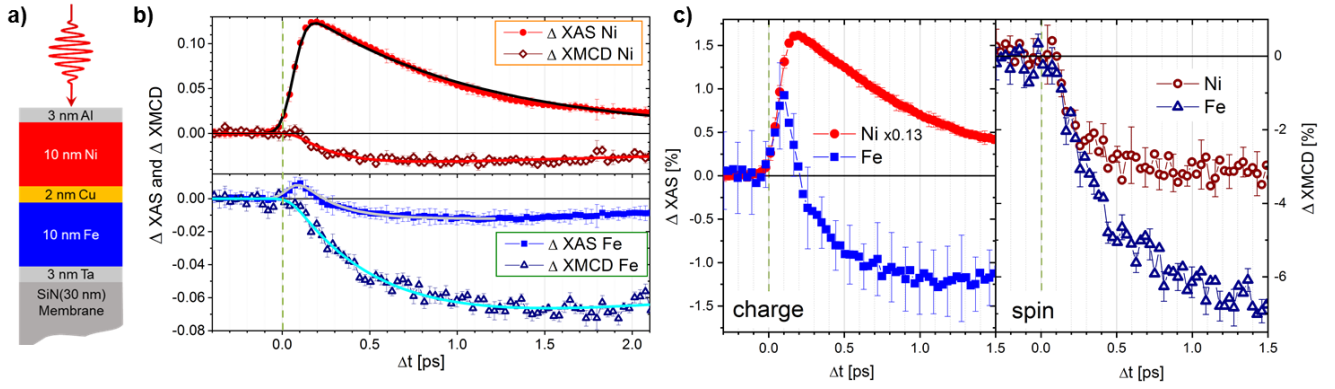 a)
3 nm Al
10 nm Ni
2 nm Cu
10 nm Fe
3 nm Ta
SiN(30 nm)
Membrane
b)
Δ XAS and Δ XMCD
0.10
0.05
0.00
0.00
-0.02
-0.04
-0.06
-0.08
Δ XAS Ni
Δ XMCD Ni
Δ XAS Fe
Δ XMCD Fe
0.0 0.5 1.0 1.5 2.0
Δt [ps]
c)
Δ XAS [%]
1.5
1.0
0.5
0.0
-0.5
-1.0
-1.5
Ni x0.13
Fe
charge
0.0 0.5 1.0 1.5
Δt [ps]
Ni
Fe
spin
0.0 0.5 1.0 1.5
Δt [ps]
0
-2
-4
-6
Δ XMCD [%]